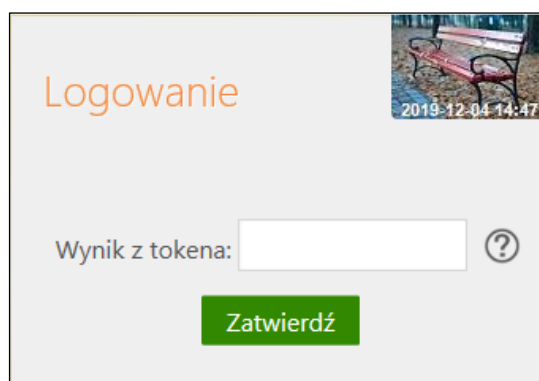 Logowanie
2019-12-04 14:47
Wynik z tokena:
?
Zatwierdź